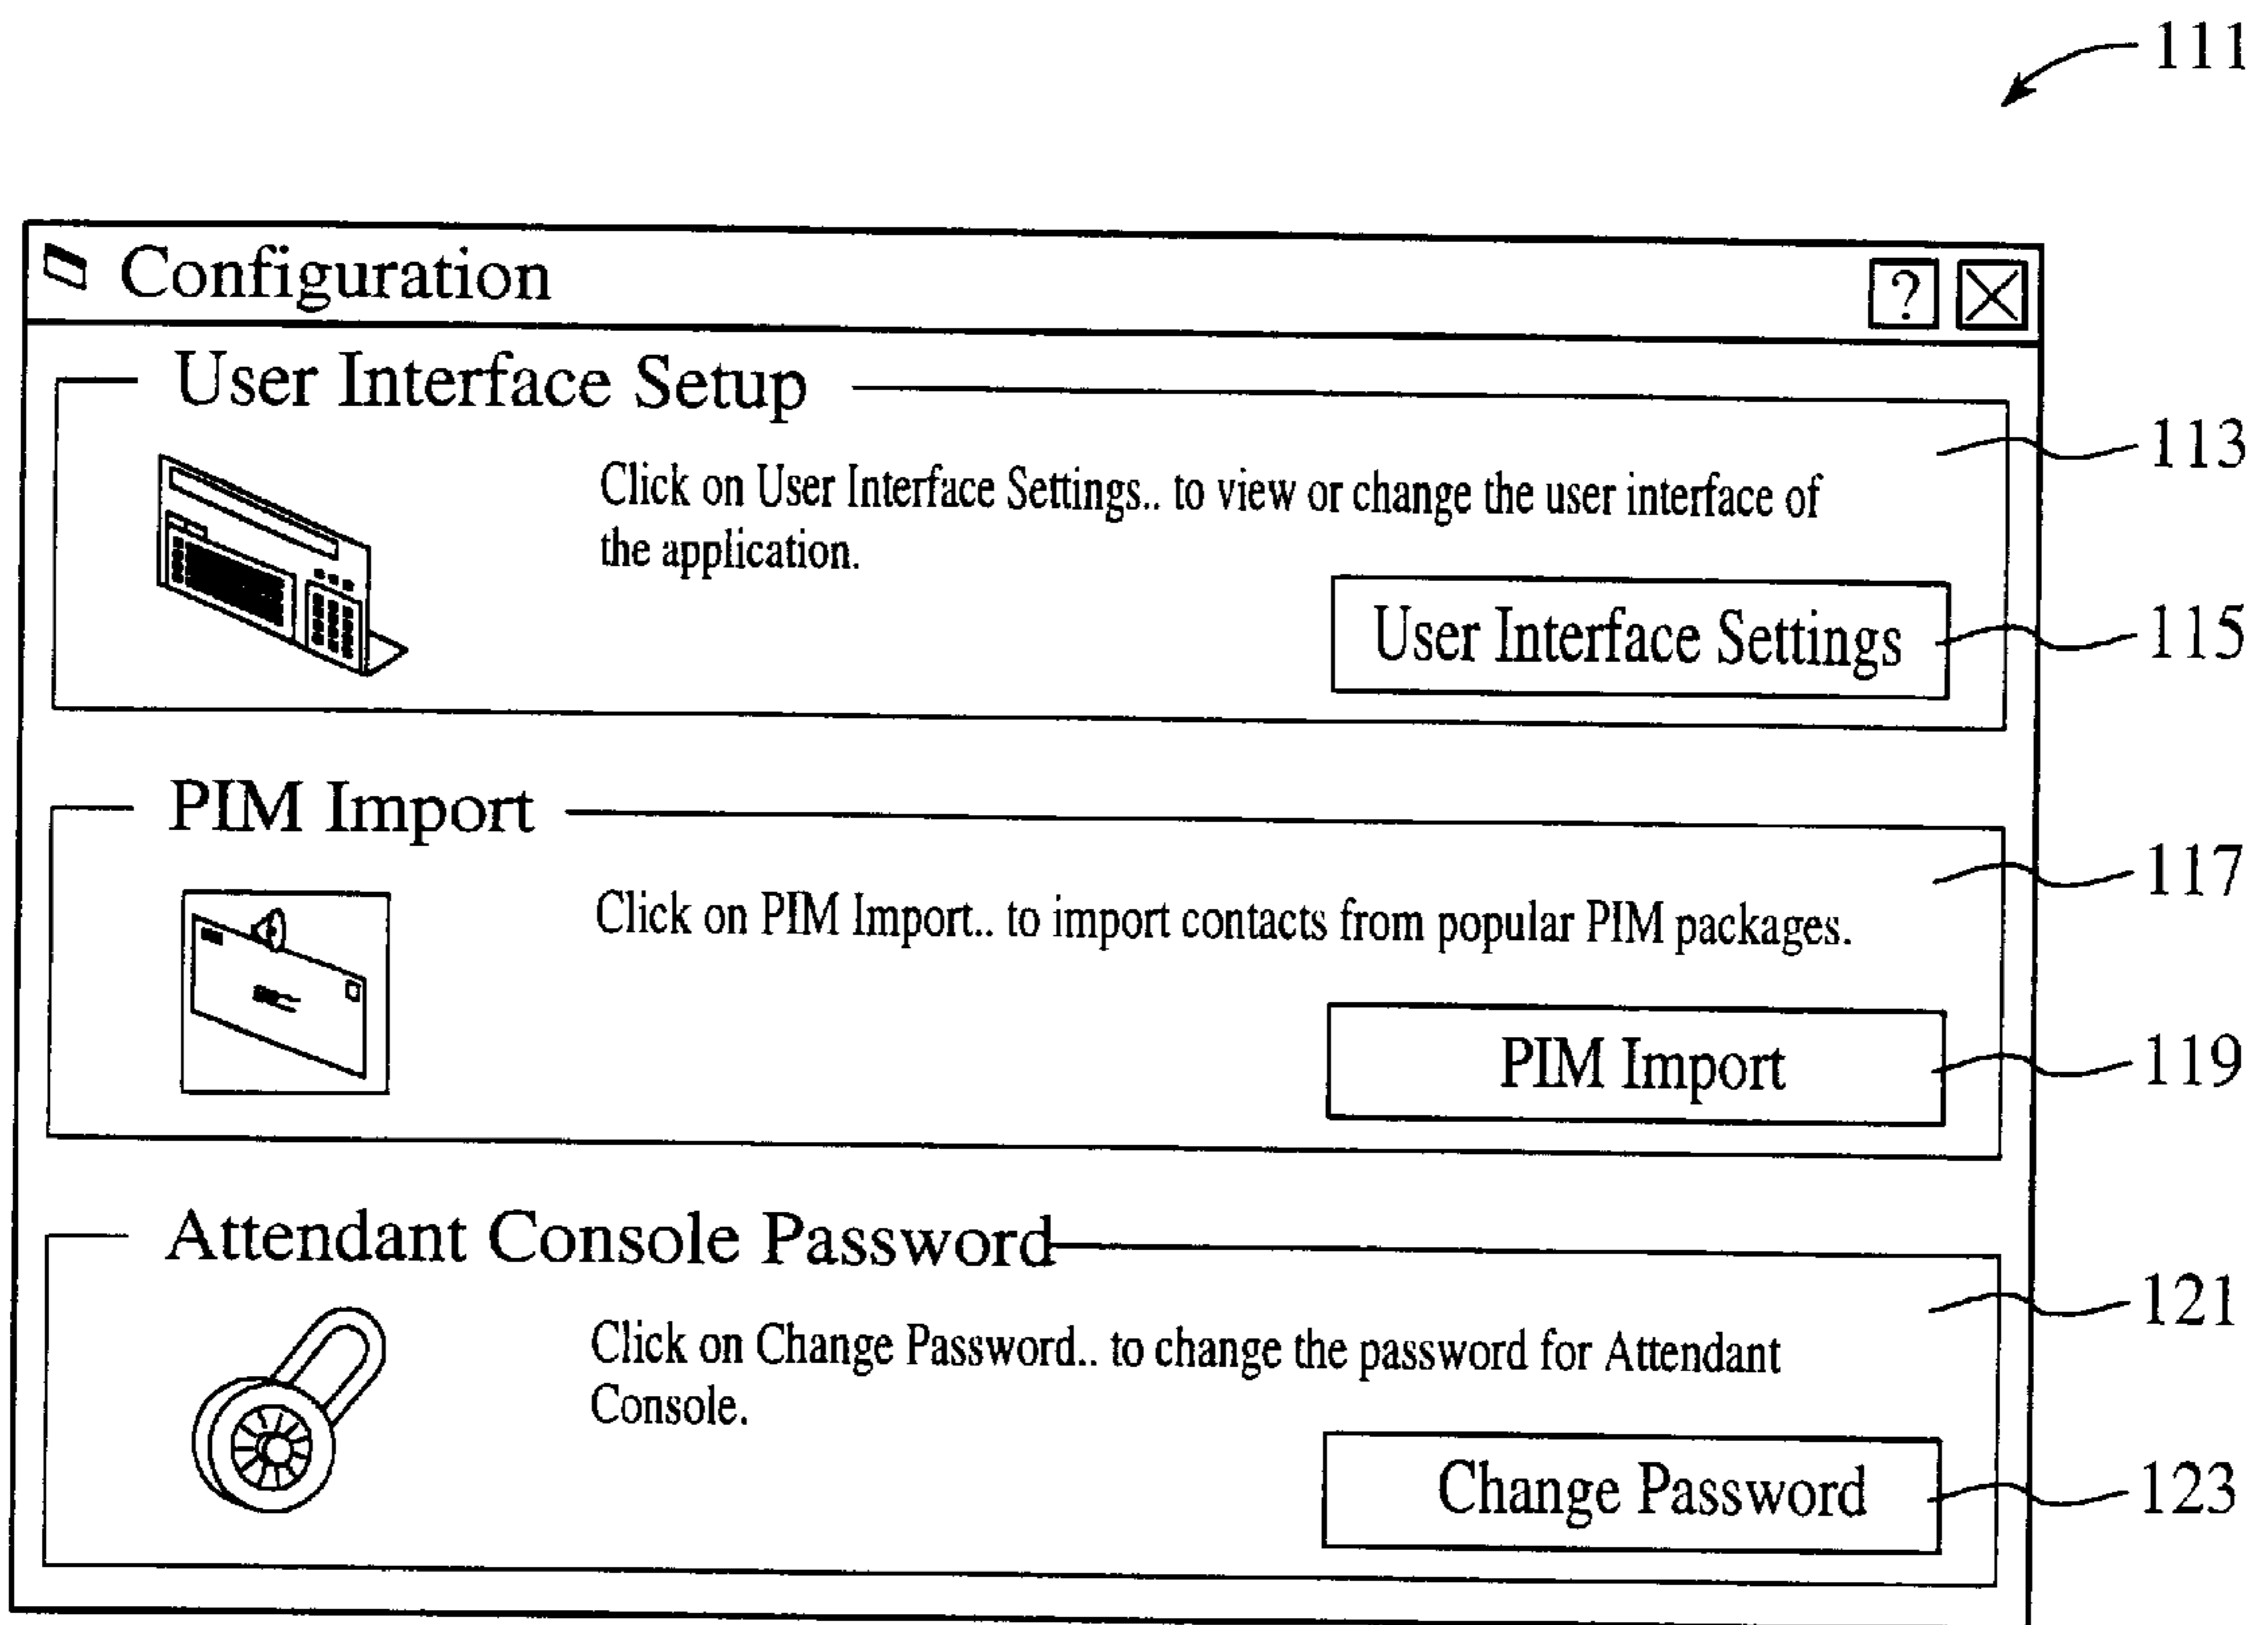 111
Configuration ?
User Interface Setup
113
Click on User Interface Settings.. to view or change the user interface of
the application.
User Interface Settings
115
PIM Import
117
Click on PIM Import.. to import contacts from popular PIM packages.
PIM Import
119
Attendant Console Password
121
Click on Change Password.. to change the password for Attendant
Console.
Change Password
123